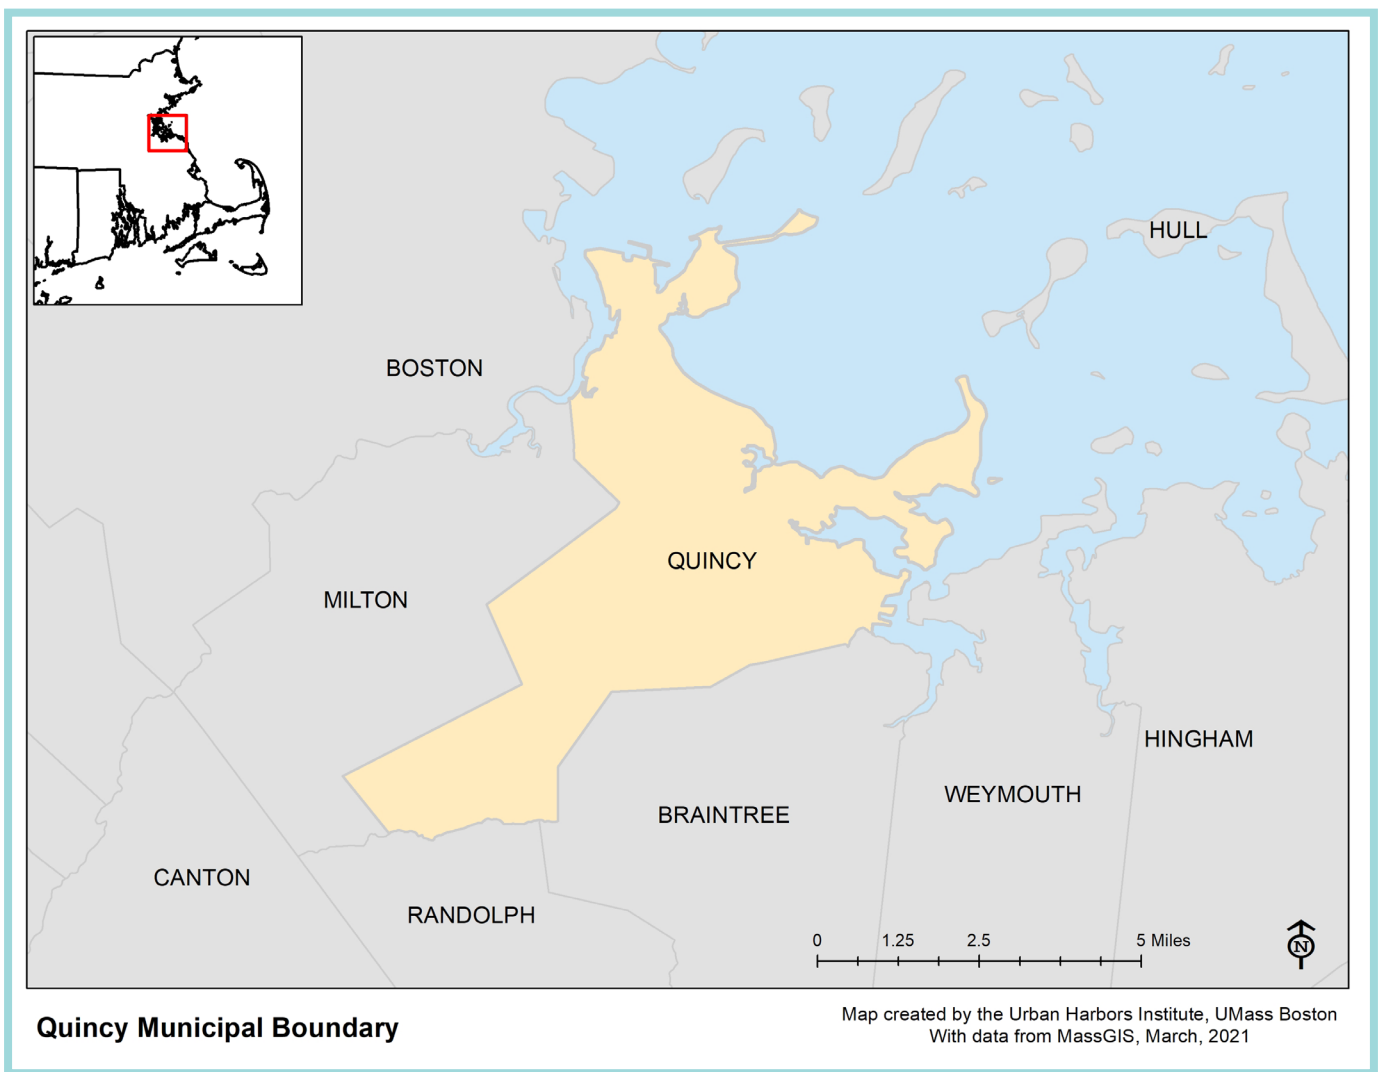 HULL
BOSTON
QUINCY
MILTON
HINGHAM
WEYMOUTH
BRAINTREE
CANTON
RANDOLPH
0 1.25 2.5 5 Miles
N
Quincy Municipal Boundary
Map created by the Urban Harbors Institute, UMass Boston
With data from MassGIS, March, 2021